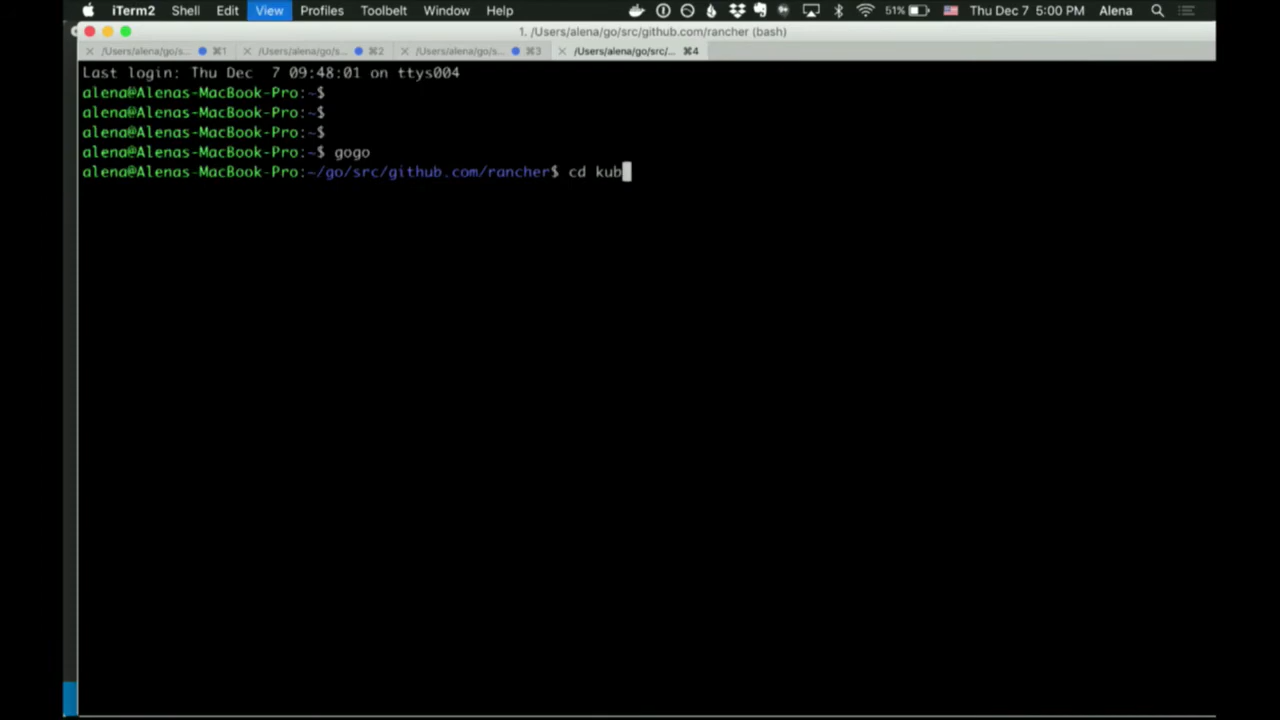 iTerm2 Shell Edit View Profiles Toolbelt Window Help 51% Thu Dec 7 5:00 PM Alena
1. /Users/alena/go/src/github.com/rancher (bash)
/Users/alena/go/s... ⌘1 /Users/alena/go/s... ⌘2 /Users/alena/go/s... ⌘3 /Users/alena/go/src/... ⌘4
Last login: Thu Dec  7 09:48:01 on ttys004
alena@Alenas-MacBook-Pro:~$
alena@Alenas-MacBook-Pro:~$
alena@Alenas-MacBook-Pro:~$
alena@Alenas-MacBook-Pro:~$ gogo
alena@Alenas-MacBook-Pro:~/go/src/github.com/rancher$ cd kub